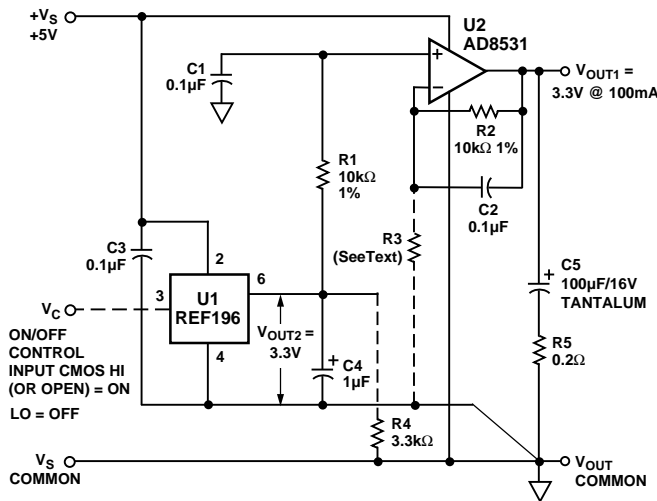 +VS
+5V
U2
AD8531
C1
0.1µF
VOUT1 =
3.3V @ 100mA
R2
10kΩ 1%
R1
10kΩ
1%
C2
0.1µF
C3
0.1µF
R3
(SeeText)
2
6
3
U1
REF196
4
VC
ON/OFF
CONTROL
INPUT CMOS HI
(OR OPEN) = ON
LO = OFF
VOUT2 =
3.3V
C4
1µF
C5
100µF/16V
TANTALUM
R5
0.2Ω
R4
3.3kΩ
VS
COMMON
VOUT
COMMON